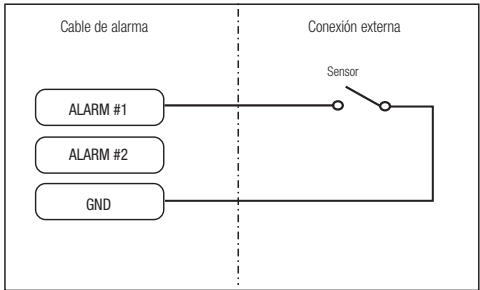 Cable de alarma
Conexión externa
Sensor
ALARM #1
ALARM #2
GND